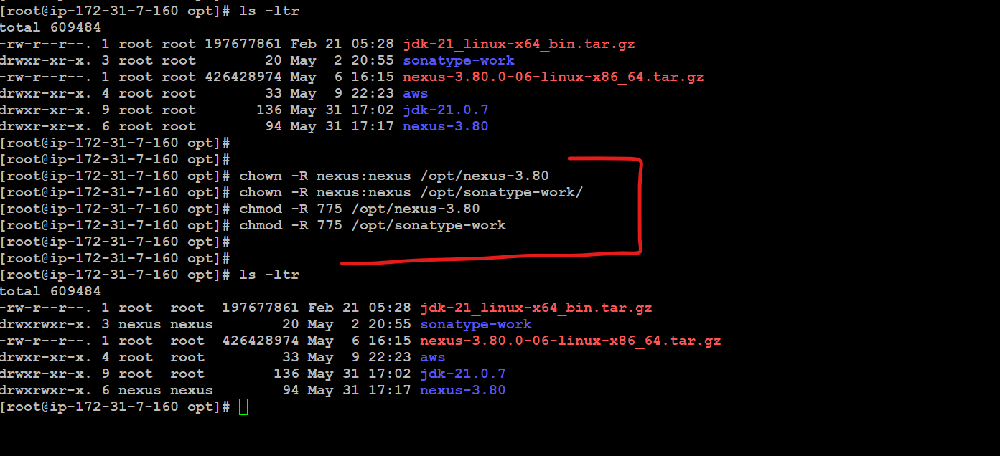 [root@ip-172-31-7-160 opt]# ls -ltr
total 609484
-rw-r--r--. 1 root root 197677861 Feb 21 05:28 jdk-21_linux-x64_bin.tar.gz
drwxr-xr-x. 3 root root        20 May  2 20:55 sonatype-work
-rw-r--r--. 1 root root 426428974 May  6 16:15 nexus-3.80.0-06-linux-x86_64.tar.gz
drwxr-xr-x. 4 root root        33 May  9 22:23 aws
drwxr-xr-x. 9 root root       136 May 31 17:02 jdk-21.0.7
drwxr-xr-x. 6 root root        94 May 31 17:17 nexus-3.80
[root@ip-172-31-7-160 opt]#
[root@ip-172-31-7-160 opt]#
[root@ip-172-31-7-160 opt]# chown -R nexus:nexus /opt/nexus-3.80
[root@ip-172-31-7-160 opt]# chown -R nexus:nexus /opt/sonatype-work/
[root@ip-172-31-7-160 opt]# chmod -R 775 /opt/nexus-3.80
[root@ip-172-31-7-160 opt]# chmod -R 775 /opt/sonatype-work
[root@ip-172-31-7-160 opt]#
[root@ip-172-31-7-160 opt]#
[root@ip-172-31-7-160 opt]# ls -ltr
total 609484
-rw-r--r--. 1 root  root  197677861 Feb 21 05:28 jdk-21_linux-x64_bin.tar.gz
drwxrwxr-x. 3 nexus nexus        20 May  2 20:55 sonatype-work
-rw-r--r--. 1 root  root  426428974 May  6 16:15 nexus-3.80.0-06-linux-x86_64.tar.gz
drwxr-xr-x. 4 root  root         33 May  9 22:23 aws
drwxr-xr-x. 9 root  root        136 May 31 17:02 jdk-21.0.7
drwxrwxr-x. 6 nexus nexus        94 May 31 17:17 nexus-3.80
[root@ip-172-31-7-160 opt]#